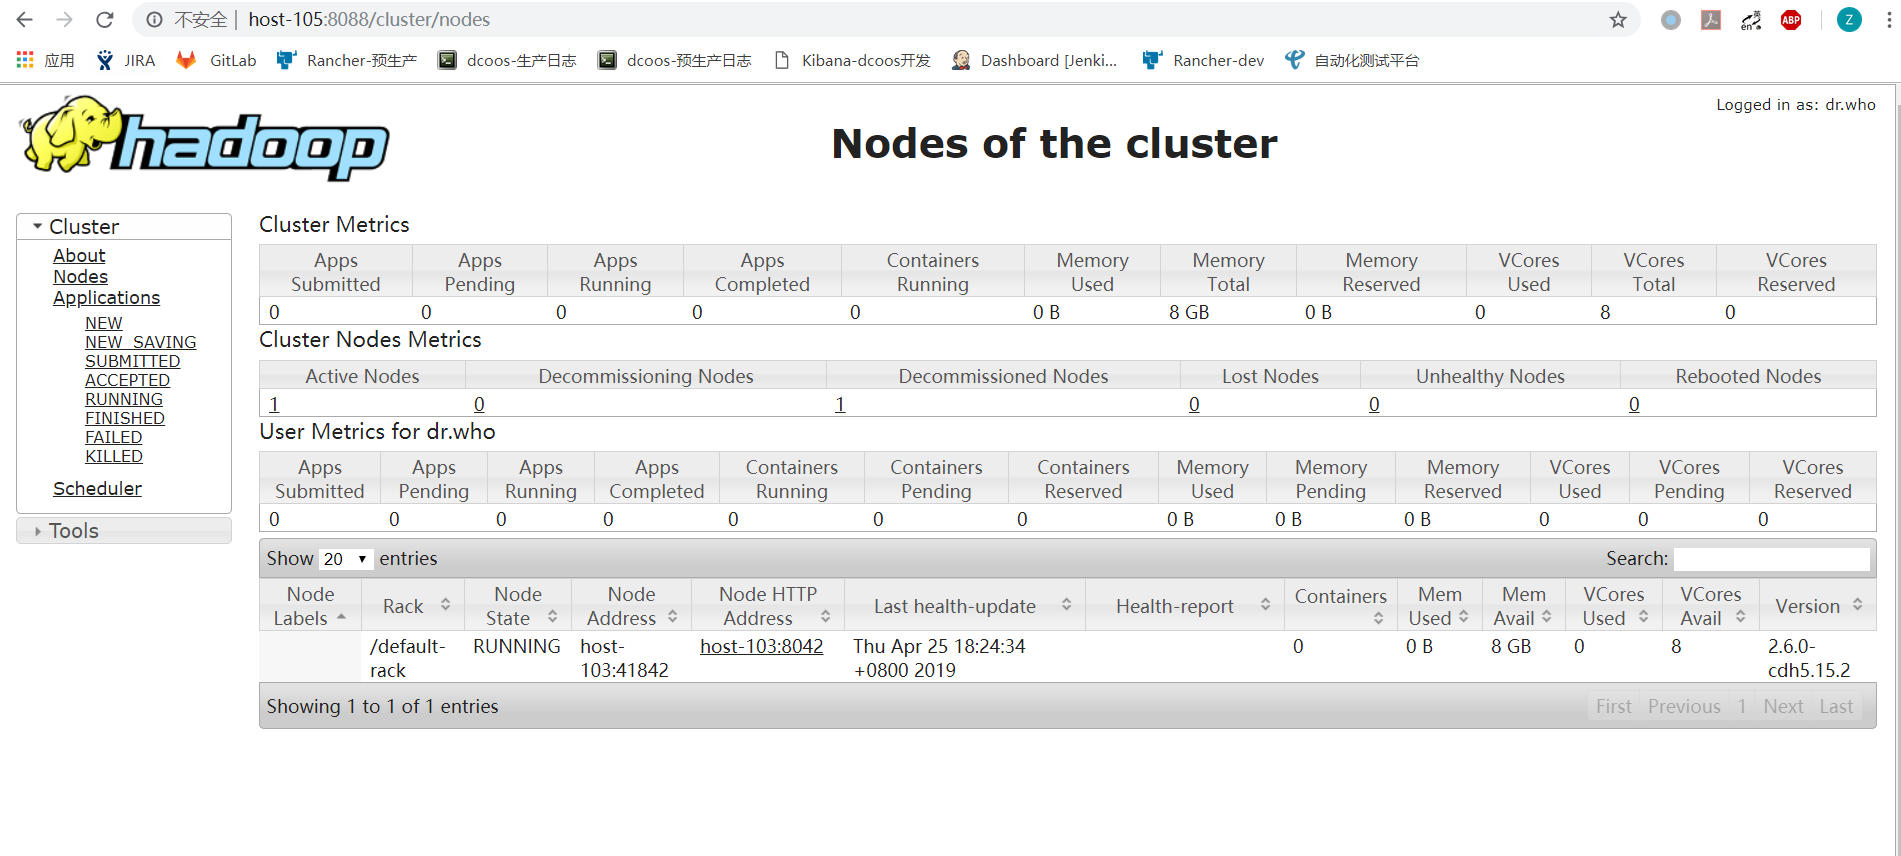 不安全 | host-105:8088/cluster/nodes
应用 JIRA GitLab Rancher-预生产 dcoos-生产日志 dcoos-预生产日志 Kibana-dcoos开发 Dashboard [Jenki... Rancher-dev 自动化测试平台
en 英 ABP Z
hadoop
Logged in as: dr.who
Nodes of the cluster
Cluster
About
Nodes
Applications
NEW
NEW_SAVING
SUBMITTED
ACCEPTED
RUNNING
FINISHED
FAILED
KILLED
Scheduler
Tools
Cluster Metrics
Apps Submitted Apps Pending Apps Running Apps Completed Containers Running Memory Used Memory Total Memory Reserved VCores Used VCores Total VCores Reserved
0 0 0 0 0 0 B 8 GB 0 B 0 8 0
Cluster Nodes Metrics
Active Nodes Decommissioning Nodes Decommissioned Nodes Lost Nodes Unhealthy Nodes Rebooted Nodes
1 0 1 0 0 0
User Metrics for dr.who
Apps Submitted Apps Pending Apps Running Apps Completed Containers Running Containers Pending Containers Reserved Memory Used Memory Pending Memory Reserved VCores Used VCores Pending VCores Reserved
0 0 0 0 0 0 0 0 B 0 B 0 B 0 0 0
Show 20 entries Search:
Node Labels Rack Node State Node Address Node HTTP Address Last health-update Health-report Containers Mem Used Mem Avail VCores Used VCores Avail Version
/default-rack RUNNING host-103:41842 host-103:8042 Thu Apr 25 18:24:34 +0800 2019 0 0 B 8 GB 0 8 2.6.0-cdh5.15.2
Showing 1 to 1 of 1 entries First Previous 1 Next Last